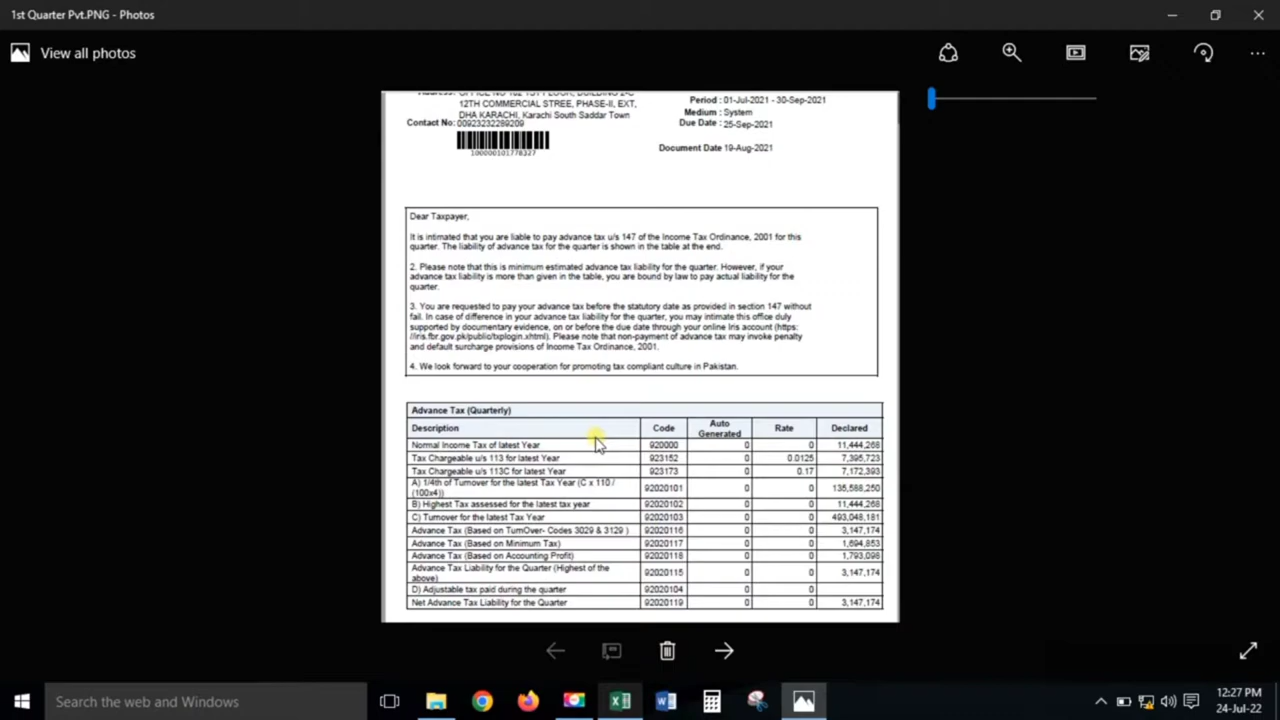 1st Quarter Pvt.PNG - Photos
View all photos
12TH COMMERCIAL STREE, PHASE-II, EXT,
DHA KARACHI, Karachi South Saddar Town
Contact No: 00923232289209
100000101778327
Period : 01-Jul-2021 - 30-Sep-2021
Medium : System
Due Date : 25-Sep-2021
Document Date 19-Aug-2021
Dear Taxpayer,
It is intimated that you are liable to pay advance tax u/s 147 of the Income Tax Ordinance, 2001 for this
quarter. The liability of advance tax for the quarter is shown in the table at the end.
2. Please note that this is minimum estimated advance tax liability for the quarter. However, if your
advance tax liability is more than given in the table, you are bound by law to pay actual liability for the
quarter.
3. You are requested to pay your advance tax before the statutory date as provided in section 147 without
fail. In case of difference in your advance tax liability for the quarter, you may intimate this office duly
supported by documentary evidence, on or before the due date through your online Iris account (https:
//iris.fbr.gov.pk/public/txplogin.xhtml). Please note that non-payment of advance tax may invoke penalty
and default surcharge provisions of Income Tax Ordinance, 2001.
4. We look forward to your cooperation for promoting tax compliant culture in Pakistan.
Advance Tax (Quarterly)
Description Code Auto Generated Rate Declared
Normal Income Tax of latest Year 920000 0 0 11,444,268
Tax Chargeable u/s 113 for latest Year 923152 0 0.0125 7,395,723
Tax Chargeable u/s 113C for latest Year 923173 0 0.17 7,172,393
A) 1/4th of Turnover for the latest Tax Year (C x 110 / (100x4)) 92020101 0 0 135,588,250
B) Highest Tax assessed for the latest tax year 92020102 0 0 11,444,268
C) Turnover for the latest Tax Year 92020103 0 0 493,048,181
Advance Tax (Based on TurnOver- Codes 3029 & 3129 ) 92020116 0 0 3,147,174
Advance Tax (Based on Minimum Tax) 92020117 0 0 1,694,853
Advance Tax (Based on Accounting Profit) 92020118 0 0 1,793,098
Advance Tax Liability for the Quarter (Highest of the above) 92020115 0 0 3,147,174
D) Adjustable tax paid during the quarter 92020104 0 0 0
Net Advance Tax Liability for the Quarter 92020119 0 0 3,147,174
Search the web and Windows
12:27 PM
24-Jul-22